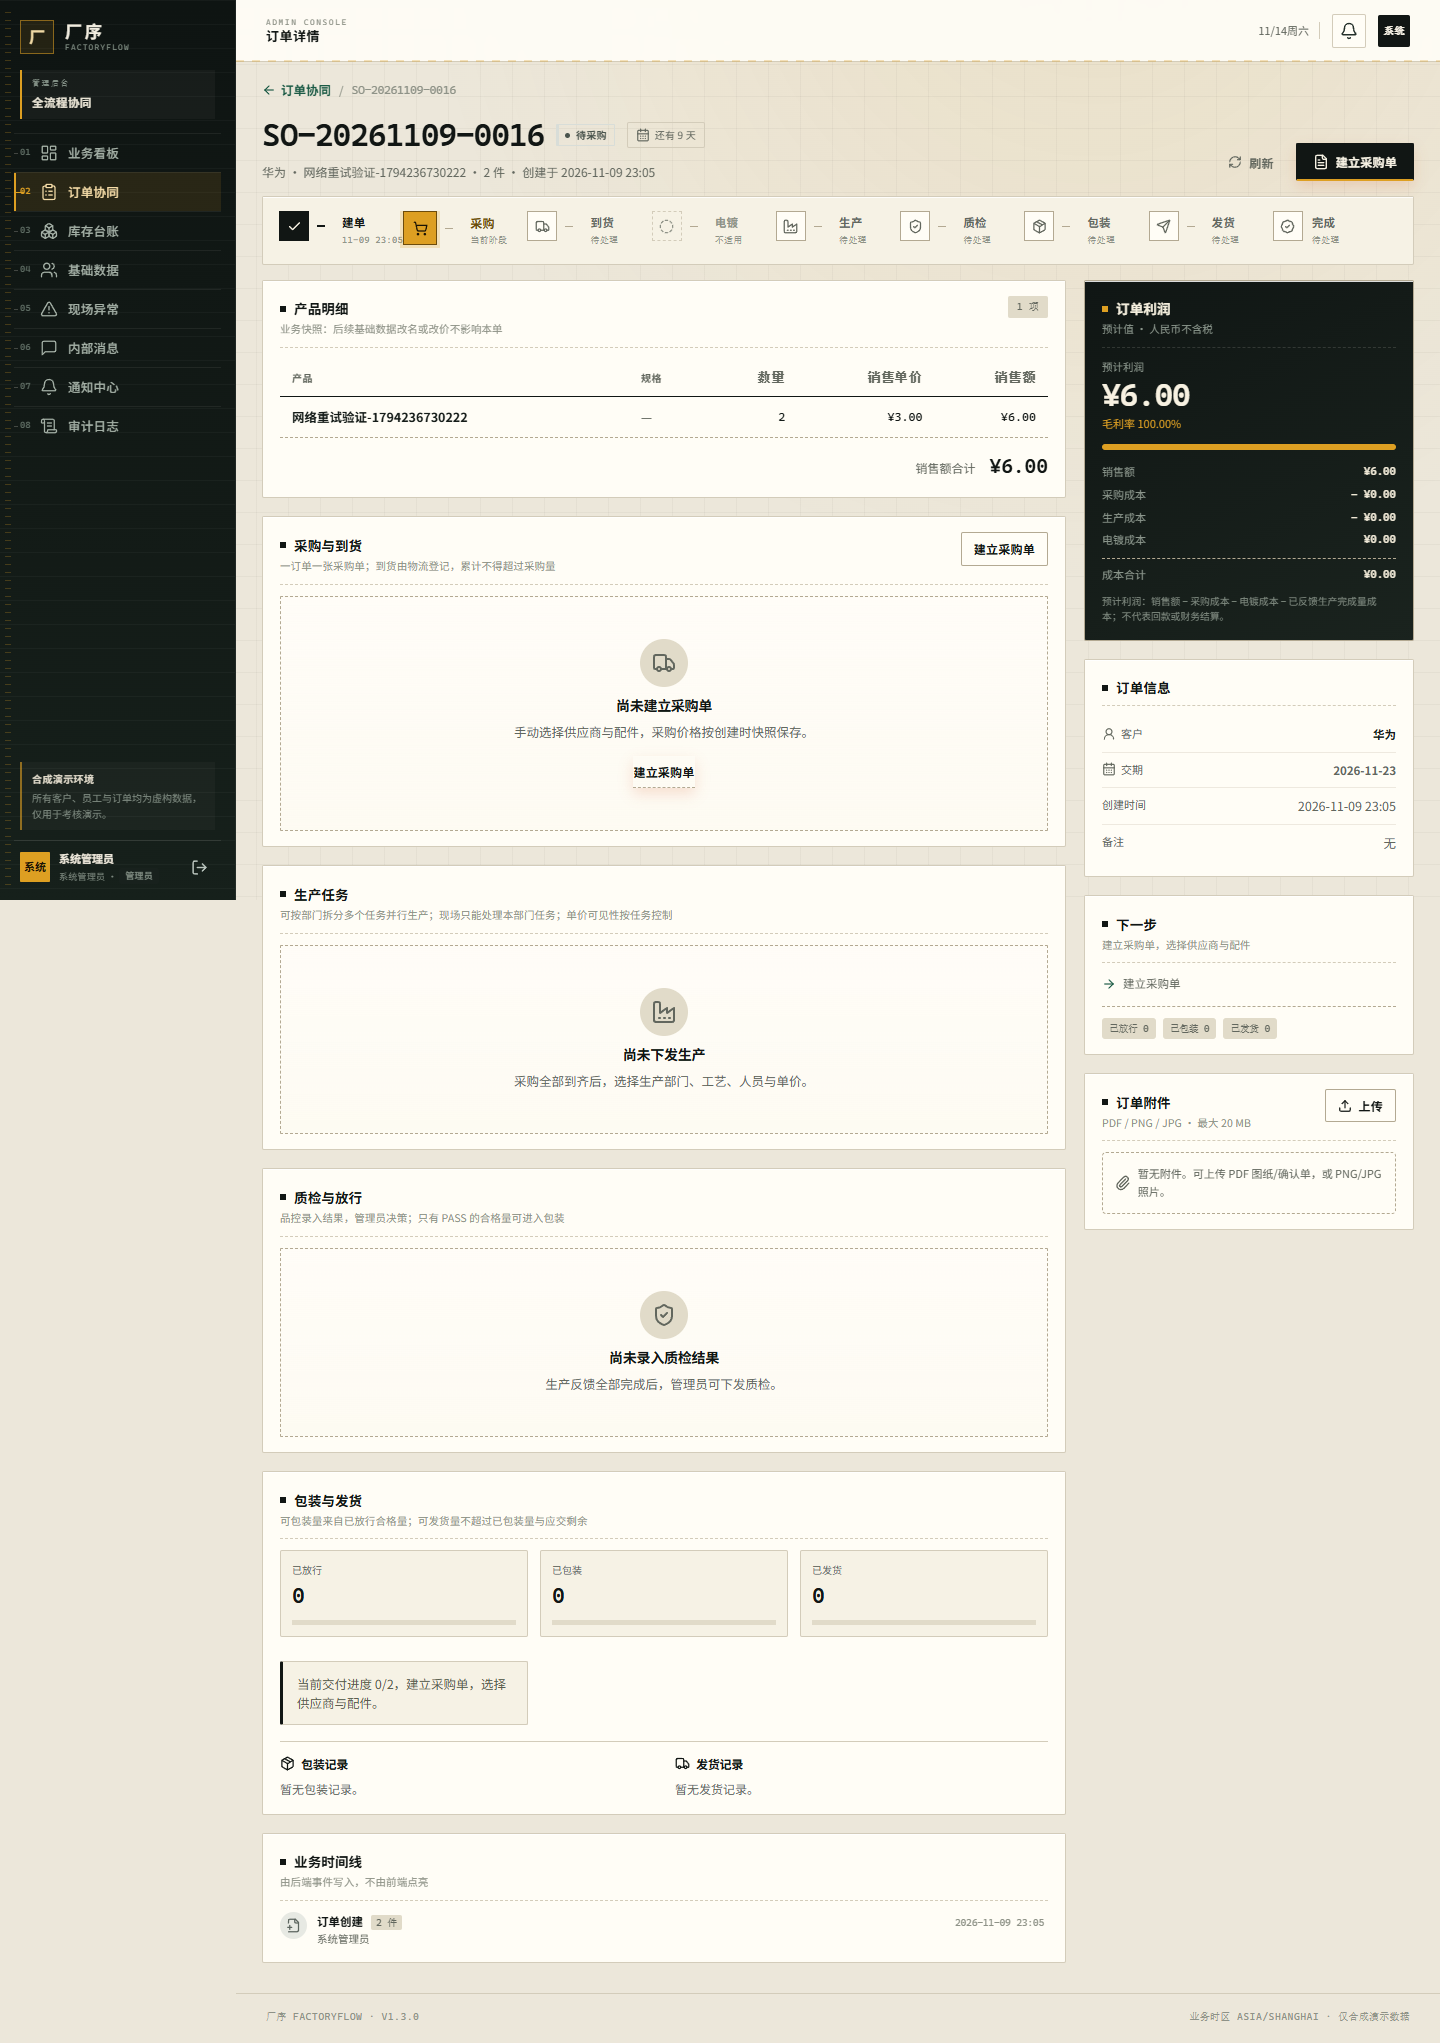 厂
厂序
FACTORYFLOW
管理后台
全流程协同
01 业务看板
02 订单协同
03 库存台账
04 基础数据
05 现场异常
06 内部消息
07 通知中心
08 审计日志
合成演示环境
所有客户、员工与订单均为虚构数据，
仅用于考核演示。
系统
系统管理员
系统管理员 · 管理员
ADMIN CONSOLE
订单详情
11/14周六
系统
订单协同 / SO-20261109-0016
SO-20261109-0016
待采购
还有 9 天
华为 · 网络重试验证-1794236730222 · 2 件 · 创建于 2026-11-09 23:05
刷新
建立采购单
建单
11-09 23:05
采购
当前阶段
到货
待处理
电镀
不适用
生产
待处理
质检
待处理
包装
待处理
发货
待处理
完成
待处理
产品明细
1 项
业务快照：后续基础数据改名或改价不影响本单
产品 规格 数量 销售单价 销售额
网络重试验证-1794236730222 — 2 ¥3.00 ¥6.00
销售额合计 ¥6.00
采购与到货
建立采购单
一订单一张采购单；到货由物流登记，累计不得超过采购量
尚未建立采购单
手动选择供应商与配件，采购价格按创建时快照保存。
建立采购单
生产任务
可按部门拆分多个任务并行生产；现场只能处理本部门任务；单价可见性按任务控制
尚未下发生产
采购全部到齐后，选择生产部门、工艺、人员与单价。
质检与放行
品控录入结果，管理员决策；只有 PASS 的合格量可进入包装
尚未录入质检结果
生产反馈全部完成后，管理员可下发质检。
包装与发货
可包装量来自已放行合格量；可发货量不超过已包装量与应交剩余
已放行
0
已包装
0
已发货
0
当前交付进度 0/2，建立采购单，选择
供应商与配件。
包装记录
暂无包装记录。
发货记录
暂无发货记录。
业务时间线
由后端事件写入，不由前端点亮
订单创建 2 件
2026-11-09 23:05
系统管理员
订单利润
预计值 · 人民币不含税
预计利润
¥6.00
毛利率 100.00%
销售额 ¥6.00
采购成本 − ¥0.00
生产成本 − ¥0.00
电镀成本 ¥0.00
成本合计 ¥0.00
预计利润：销售额 − 采购成本 − 电镀成本 − 已反馈生产完成量成
本；不代表回款或财务结算。
订单信息
客户 华为
交期 2026-11-23
创建时间 2026-11-09 23:05
备注 无
下一步
建立采购单，选择供应商与配件
建立采购单
已放行 0 已包装 0 已发货 0
订单附件
上传
PDF / PNG / JPG · 最大 20 MB
暂无附件。可上传 PDF 图纸/确认单，或 PNG/JPG
照片。
厂序 FACTORYFLOW · V1.3.0
业务时区 ASIA/SHANGHAI · 仅合成演示数据